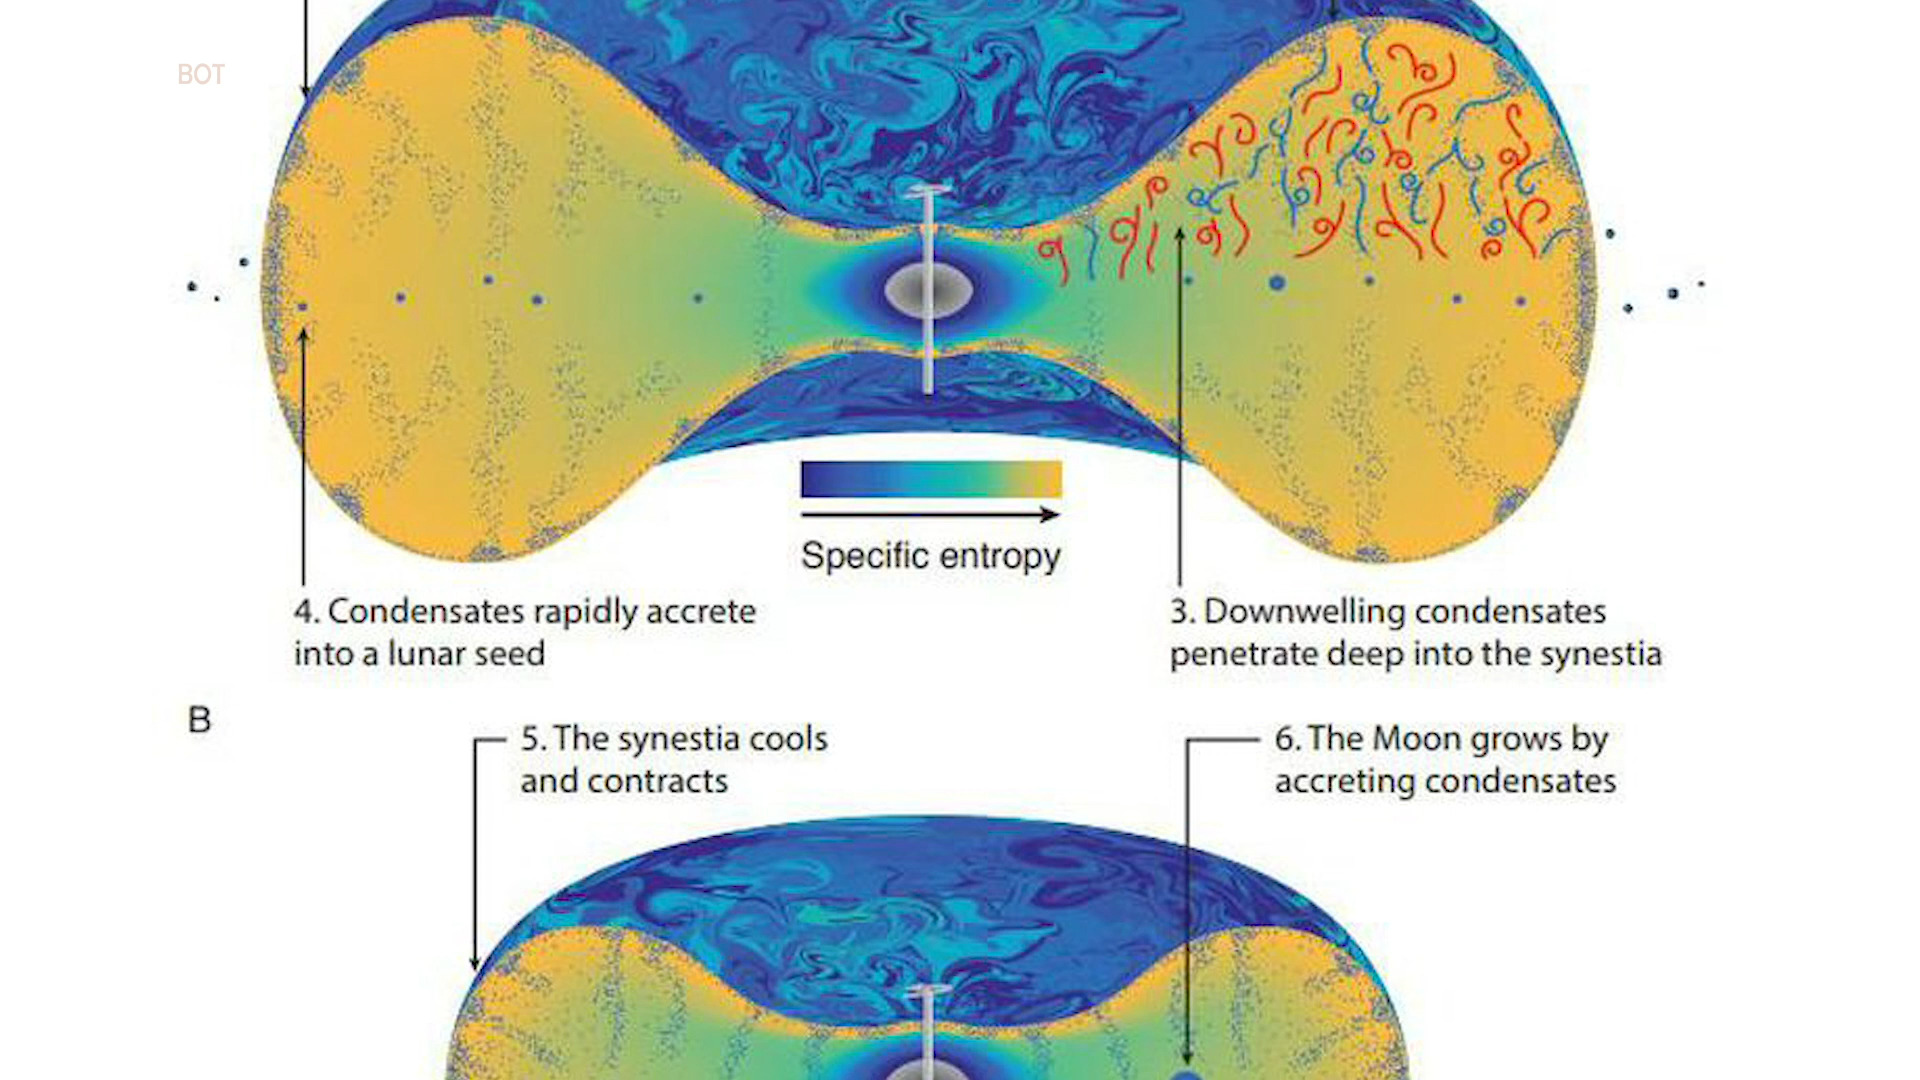 BOT
Specific entropy
4. Condensates rapidly accrete
into a lunar seed
3. Downwelling condensates
penetrate deep into the synestia
B
5. The synestia cools
and contracts
6. The Moon grows by
accreting condensates